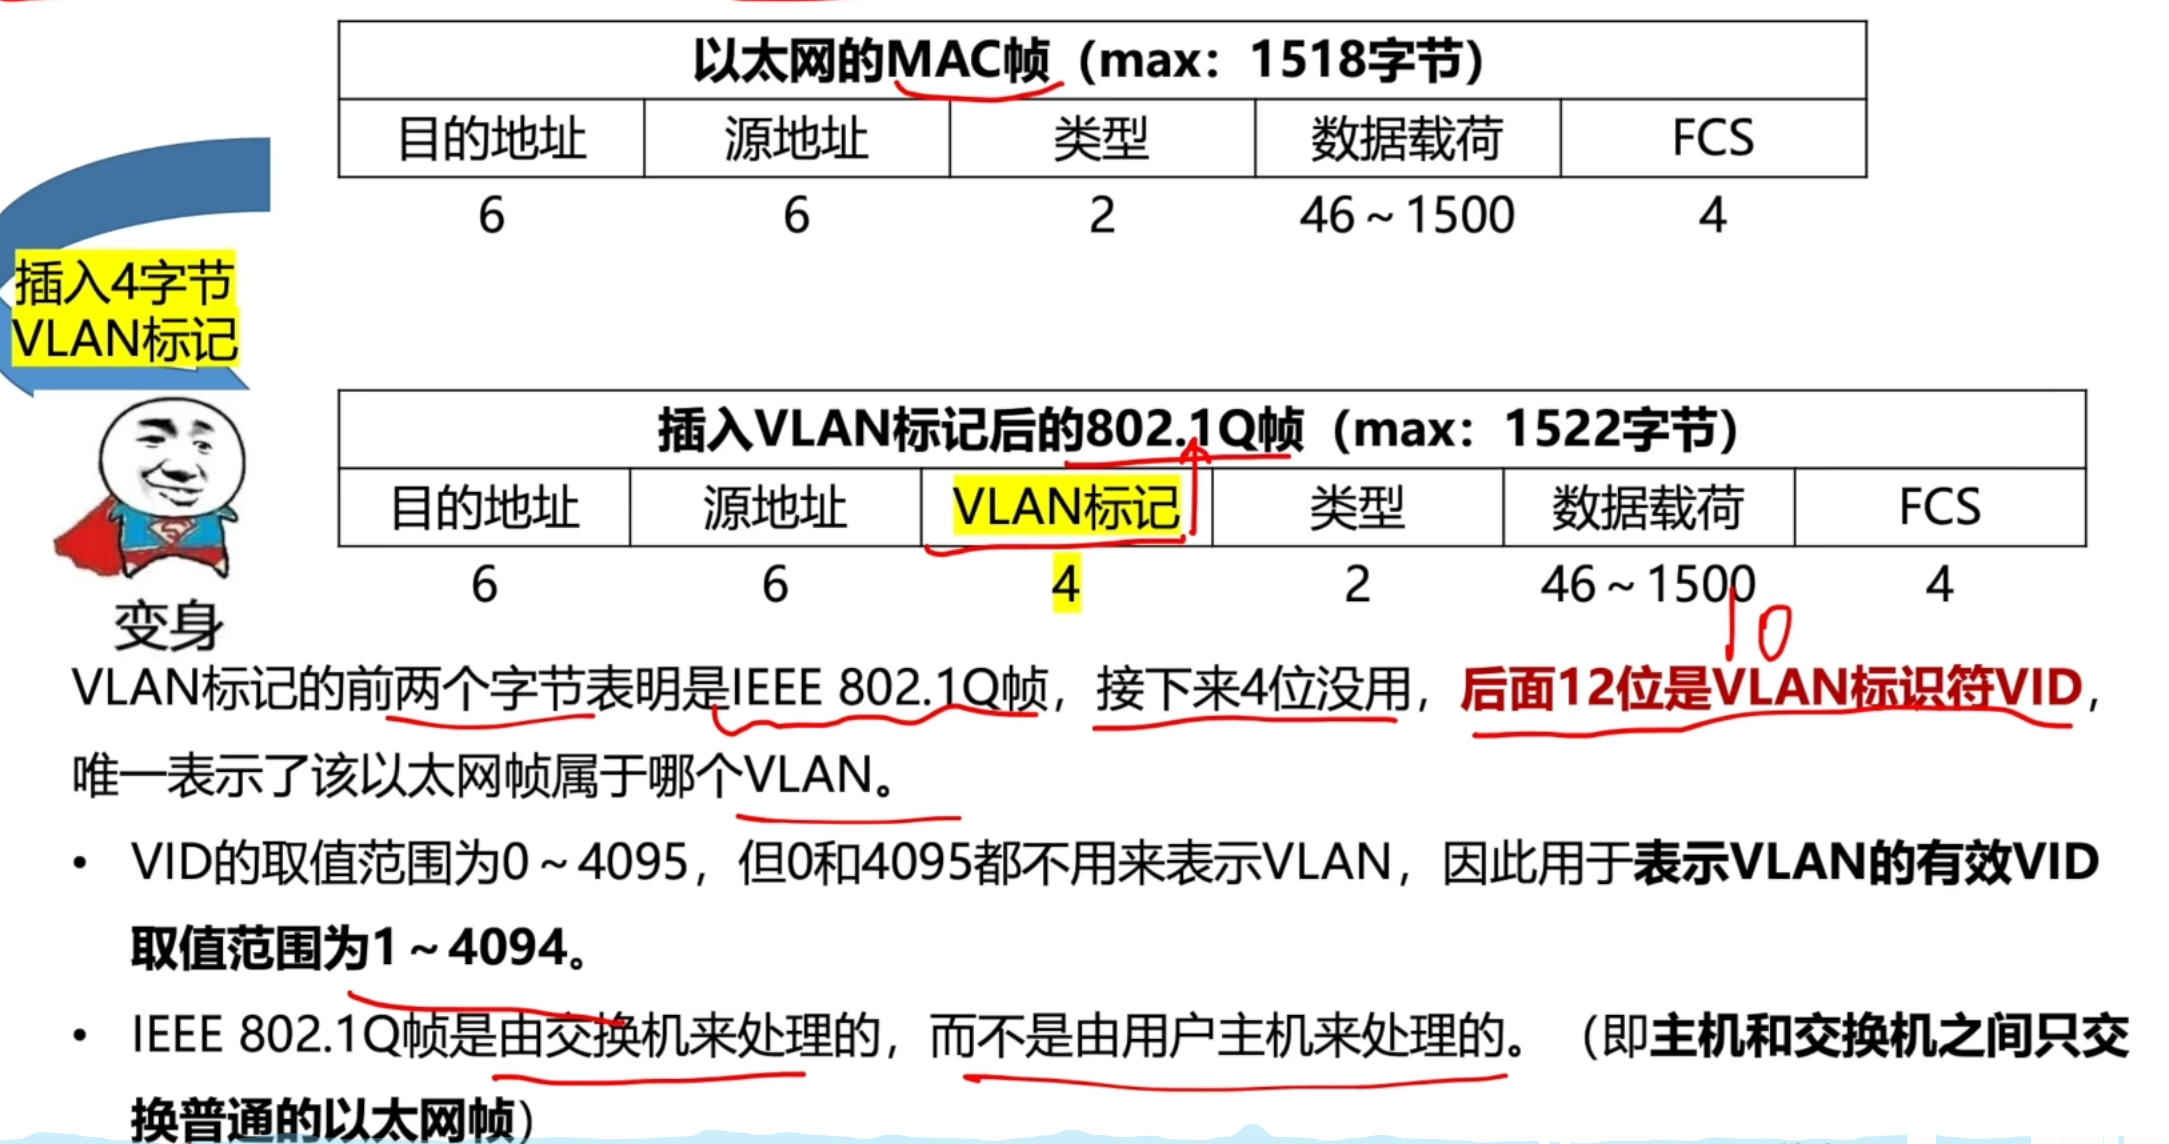 以太网的MAC帧（max：1518字节）
目的地址 源地址 类型 数据载荷 FCS
6 6 2 46～1500 4
插入4字节
VLAN标记
插入VLAN标记后的802.1Q帧（max：1522字节）
目的地址 源地址 VLAN标记 类型 数据载荷 FCS
6 6 4 2 46～1500 4
10
变身
VLAN标记的前两个字节表明是IEEE 802.1Q帧，接下来4位没用，后面12位是VLAN标识符VID，
唯一表示了该以太网帧属于哪个VLAN。
• VID的取值范围为0～4095，但0和4095都不用来表示VLAN，因此用于表示VLAN的有效VID
取值范围为1～4094。
• IEEE 802.1Q帧是由交换机来处理的，而不是由用户主机来处理的。（即主机和交换机之间只交
换普通的以太网帧）